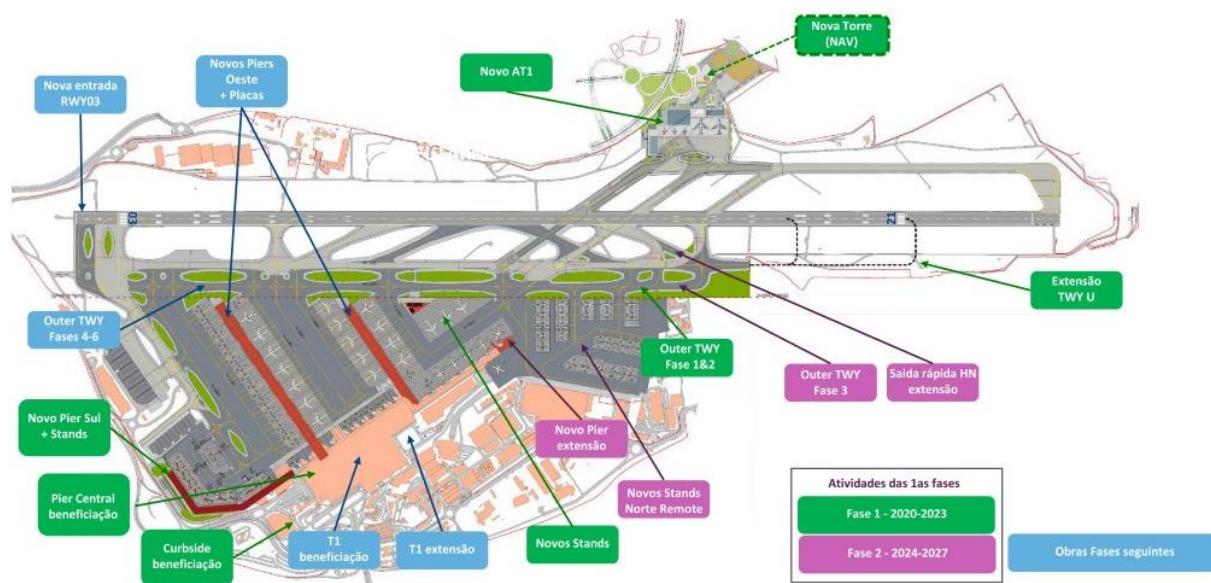 Nova Torre
(NAV)
Novos Piers
Oeste
+ Placas
Novo AT1
Nova entrada
RWY03
03
21
Extensão
TWY U
Outer TWY
Fases 4-6
Outer TWY
Fase 1&2
Outer TWY
Fase 3
Saida rápida HN
extensão
Novo Pier Sul
+ Stands
Novo Pier
extensão
Pier Central
beneficiação
Novos Stands
Norte Remote
Curbside
beneficiação
T1
beneficiação
T1 extensão
Novos Stands
Atividades das 1as fases
Fase 1 - 2020-2023
Fase 2 - 2024-2027
Obras Fases seguintes